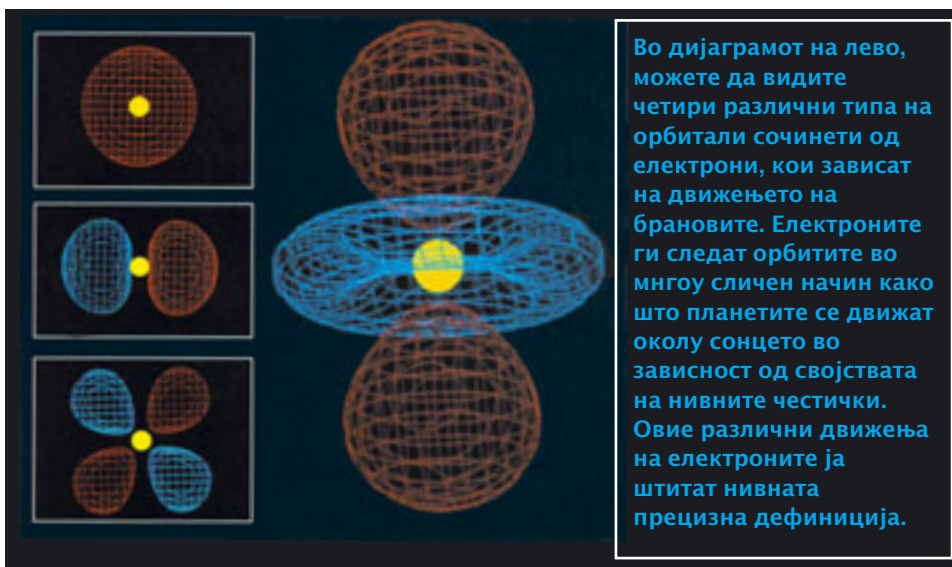 Во дијаграмот на лево,
можете да видите
четири различни типа на
орбитали сочинети од
електрони, кои зависат
на движењето на
брановите. Електроните
ги следат орбитите во
мнгоу сличен начин како
што планетите се движат
околу сонцето во
зависност од својствата
на нивните честички.
Овие различни движења
на електроните ја
штитат нивната
прецизна дефиниција.